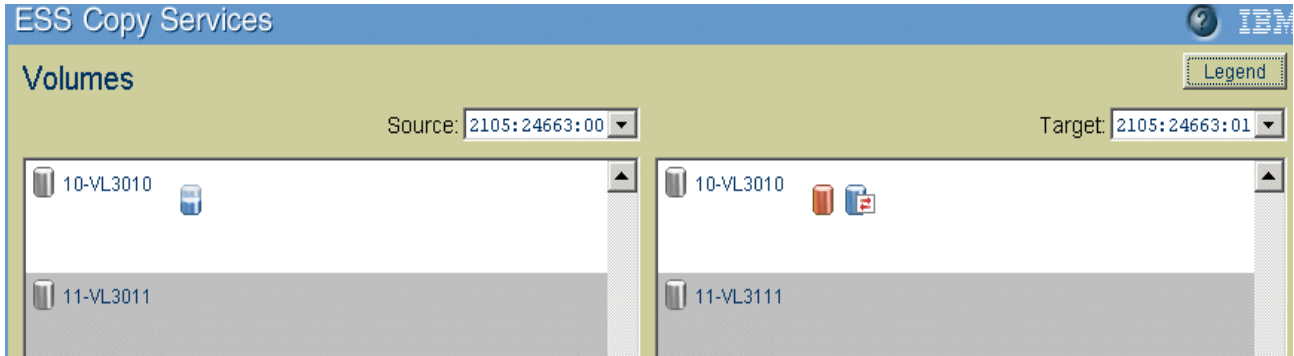 ESS Copy Services
? IBM
Volumes
Legend
Source: 2105:24663:00
Target: 2105:24663:01
10-VL3010
10-VL3010
11-VL3011
11-VL3111